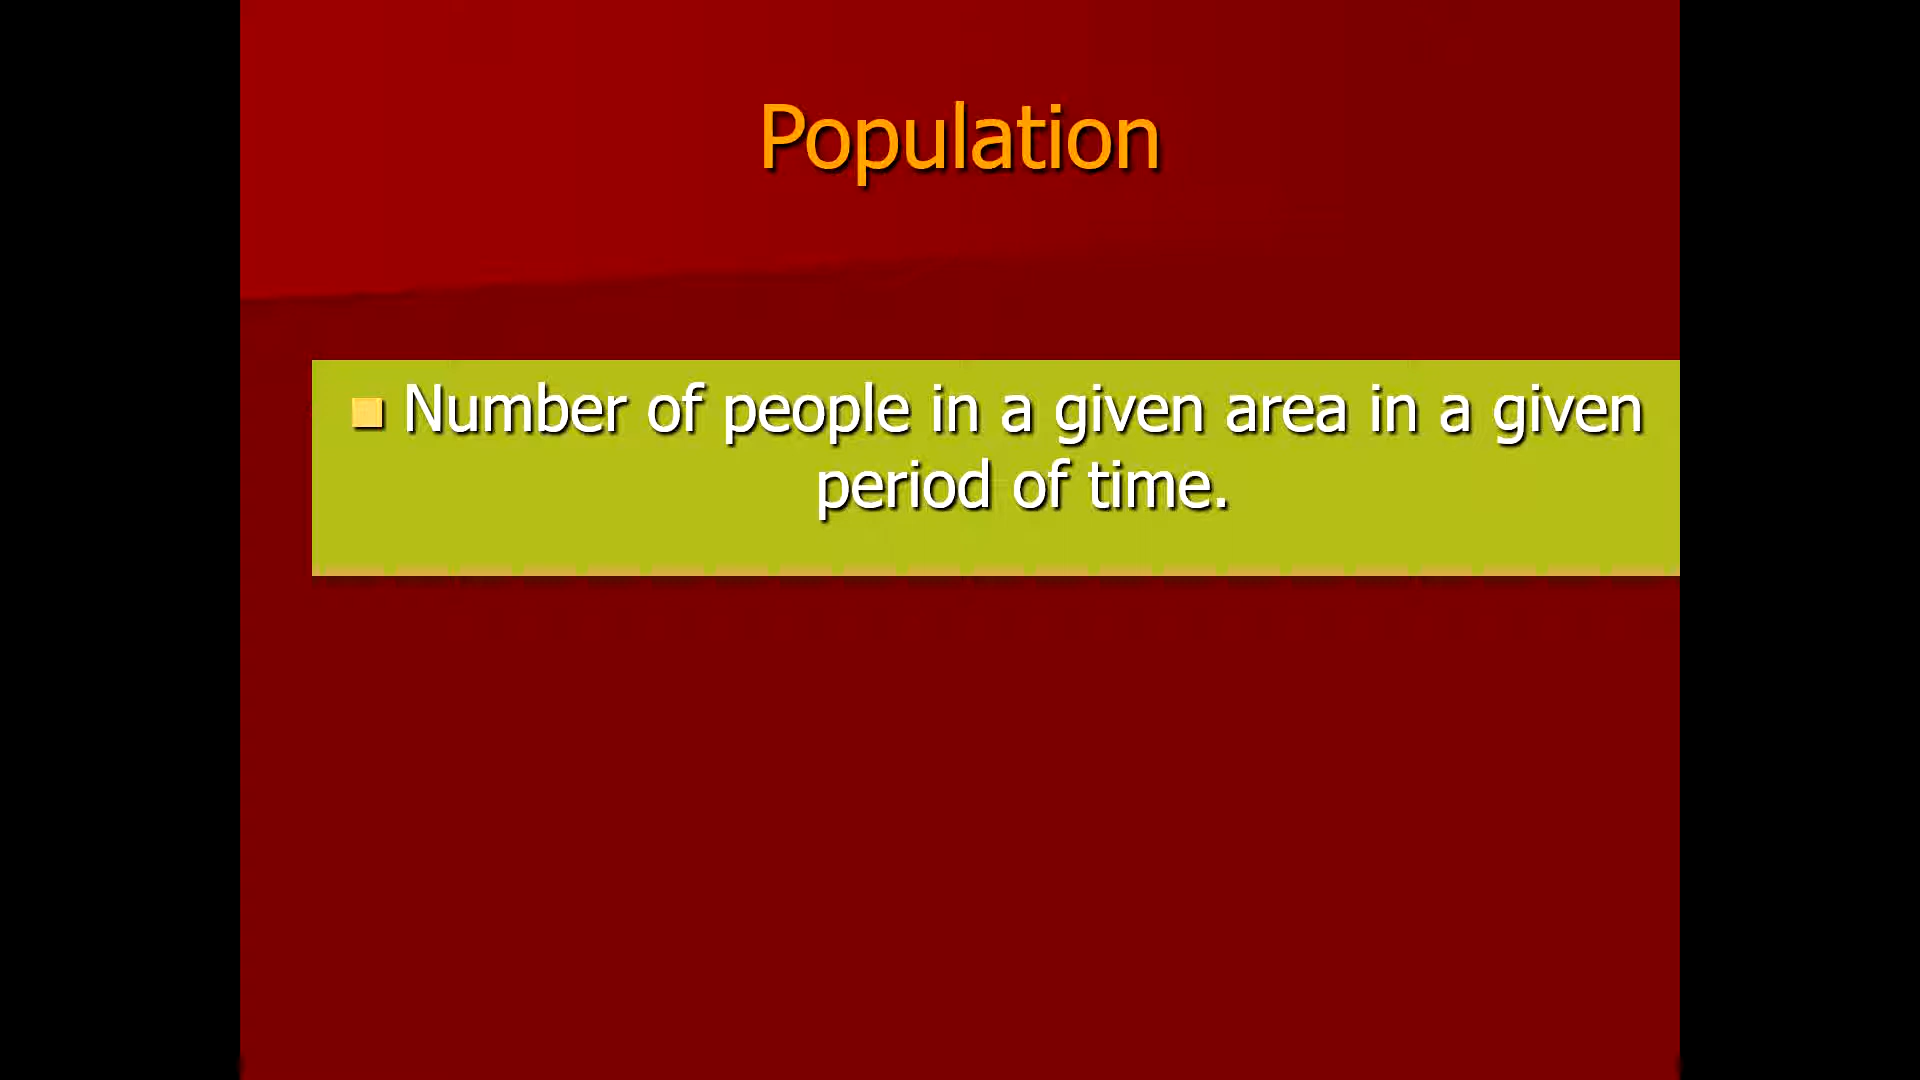 Population
Number of people in a given area in a given
period of time.